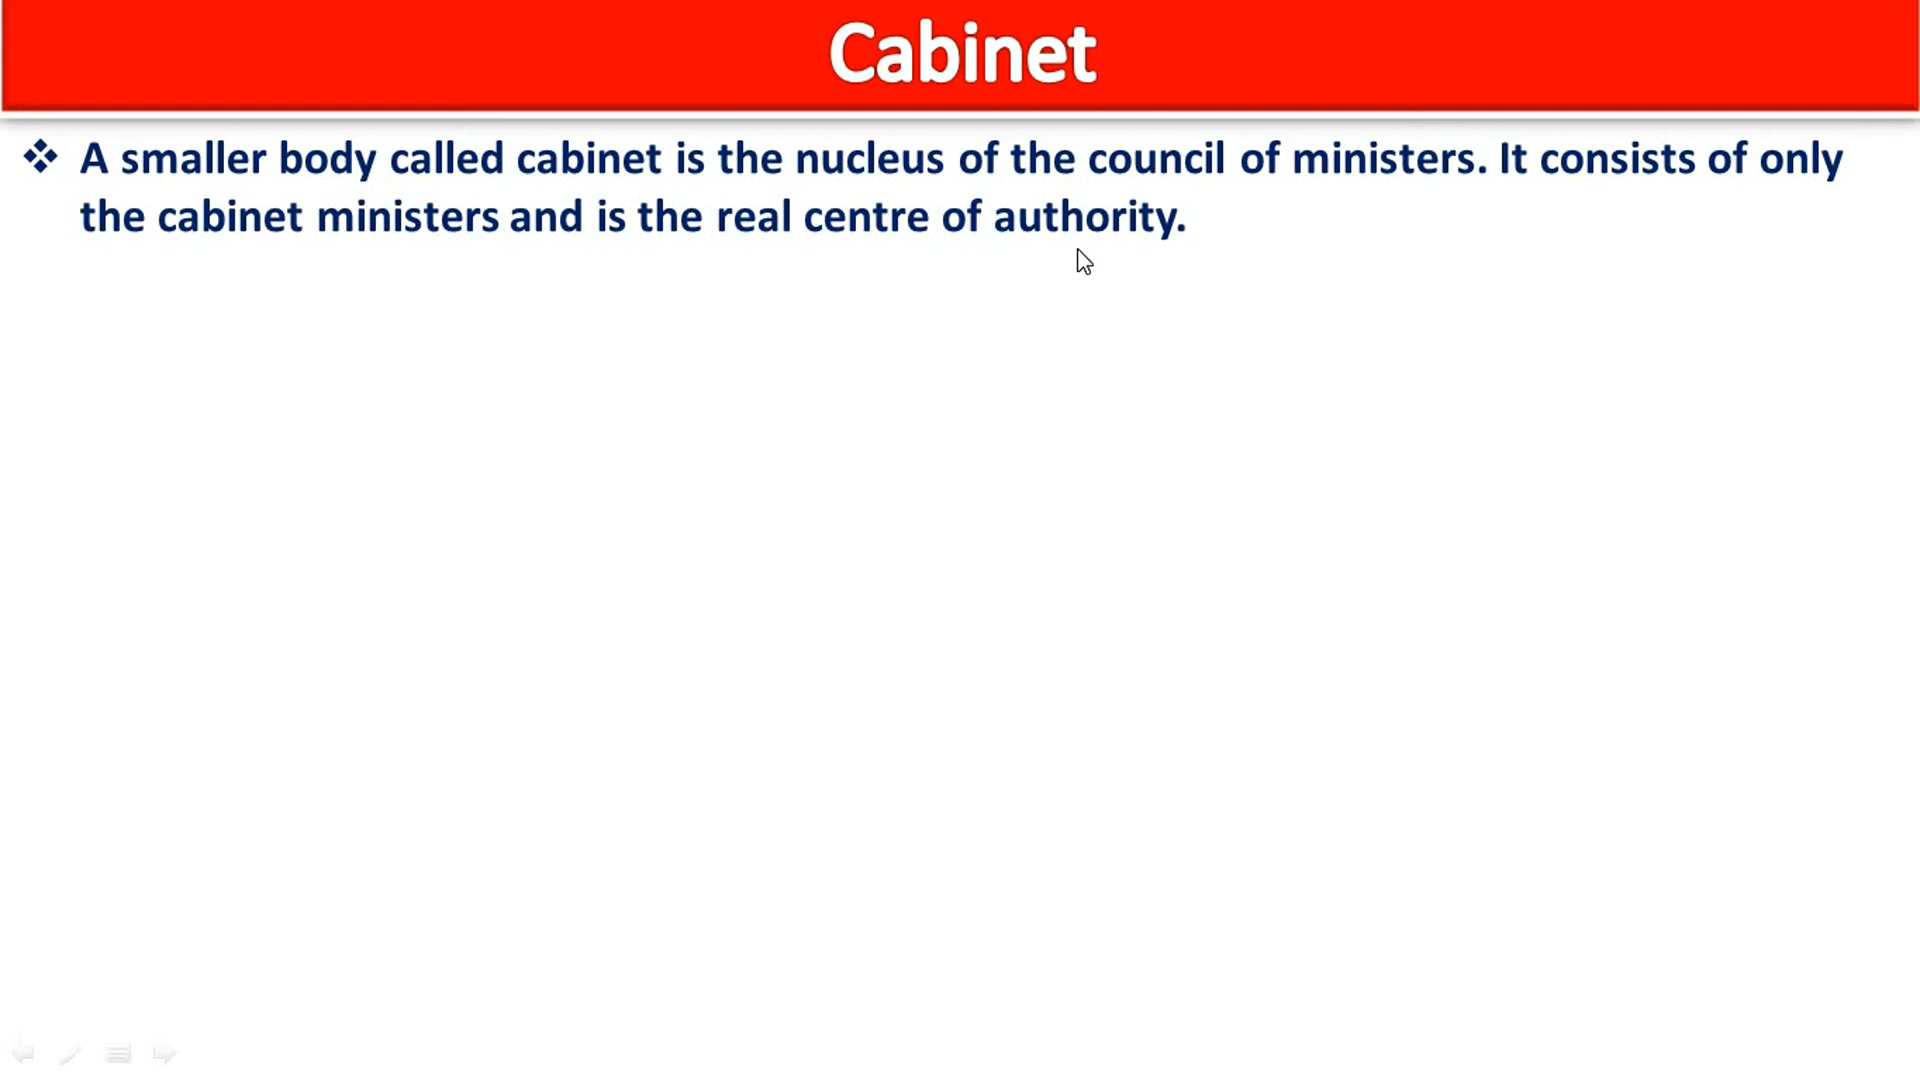 Cabinet
❖ A smaller body called cabinet is the nucleus of the council of ministers. It consists of only
the cabinet ministers and is the real centre of authority.